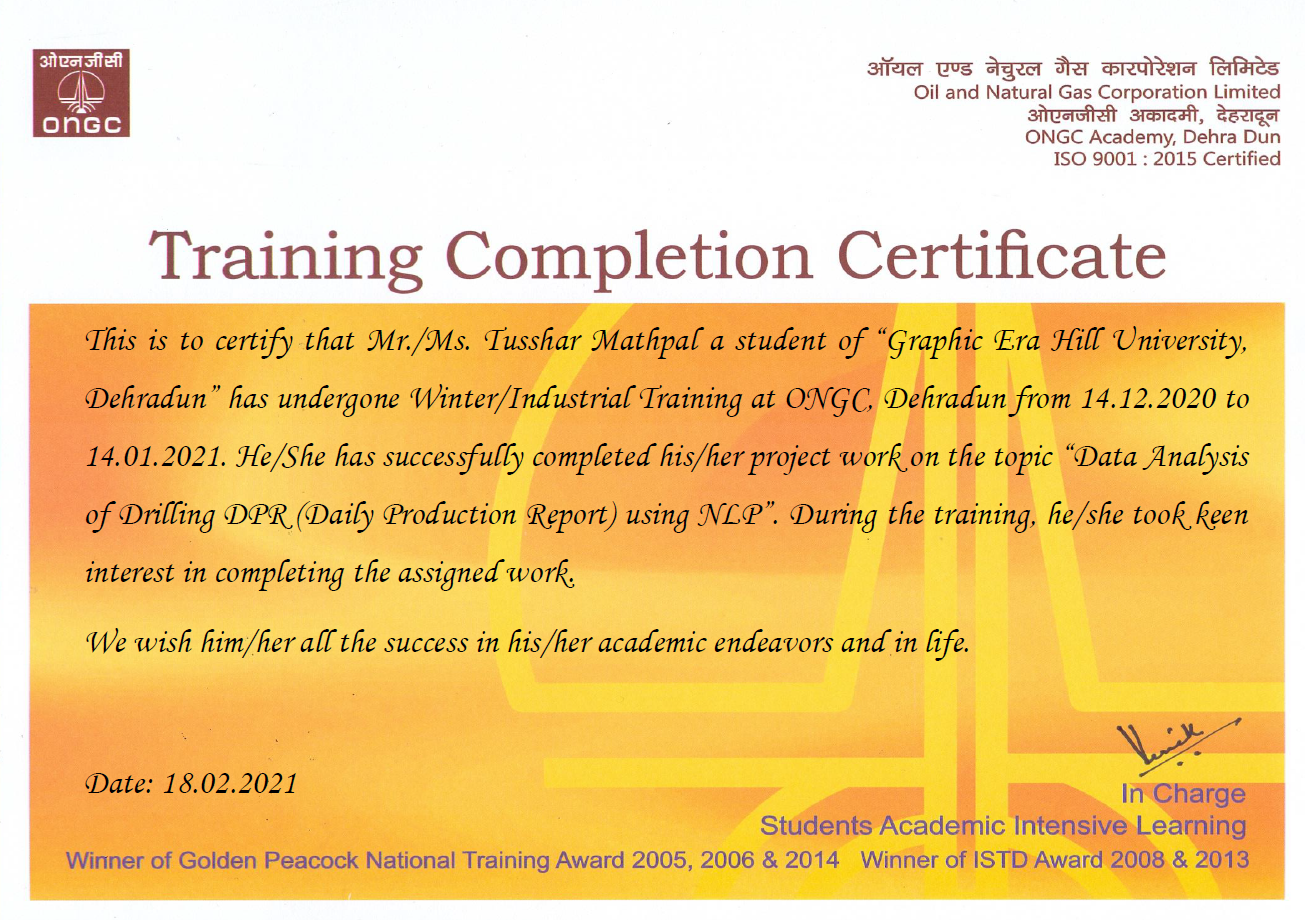 ओएनजीसी
ONGC
ऑयल एण्ड नेचुरल गैस कारपोरेशन लिमिटेड
Oil and Natural Gas Corporation Limited
ओएनजीसी अकादमी, देहरादून
ONGC Academy, Dehra Dun
ISO 9001 : 2015 Certified
Training Completion Certificate
This is to certify that Mr./Ms. Tusshar Mathpal a student of “Graphic Era Hill University,
Dehradun” has undergone Winter/Industrial Training at ONGC, Dehradun from 14.12.2020 to
14.01.2021. He/She has successfully completed his/her project work on the topic “Data Analysis
of Drilling DPR (Daily Production Report) using NLP”. During the training, he/she took keen
interest in completing the assigned work.
We wish him/her all the success in his/her academic endeavors and in life.
Date: 18.02.2021
In Charge
Students Academic Intensive Learning
Winner of Golden Peacock National Training Award 2005, 2006 & 2014 Winner of ISTD Award 2008 & 2013